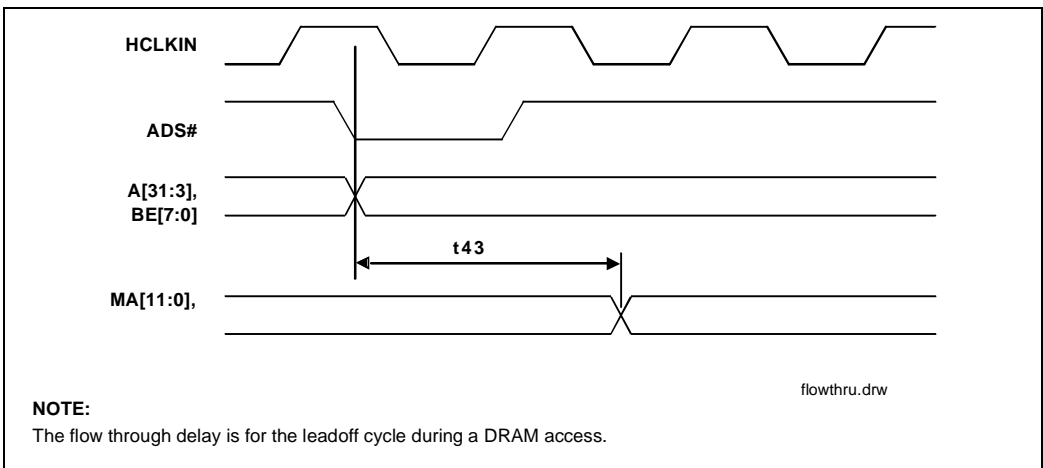 HCLKIN
ADS#
A[31:3],
BE[7:0]
t43
MA[11:0],
flowthru.drw
NOTE:
The flow through delay is for the leadoff cycle during a DRAM access.